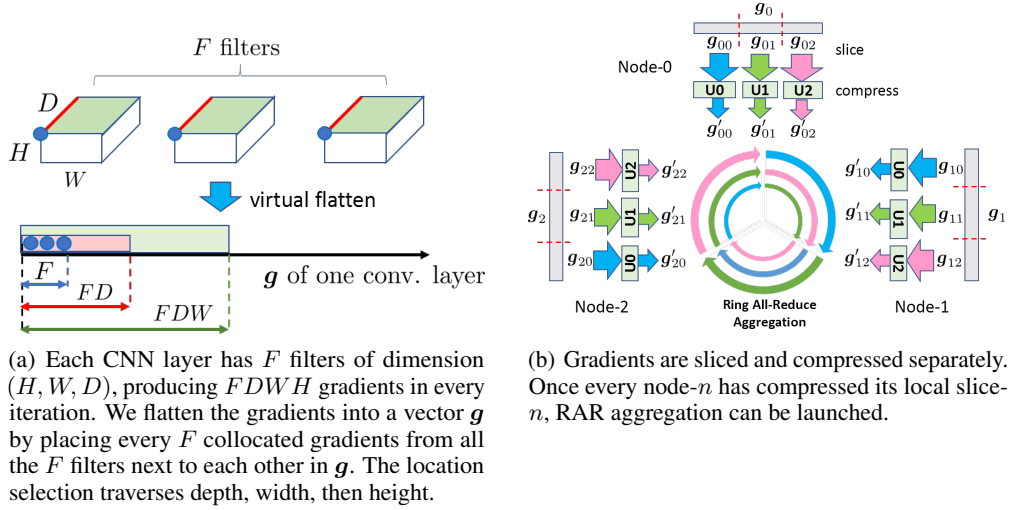 F filters
D
H
W
virtual flatten
F
g of one conv. layer
FD
FDW
(a) Each CNN layer has F filters of dimension
(H, W, D), producing FDWH gradients in every
iteration. We flatten the gradients into a vector g
by placing every F collocated gradients from all
the F filters next to each other in g. The location
selection traverses depth, width, then height.
g₀
g₀₀ g₀₁ g₀₂
slice
Node-0
U0 U1 U2
compress
g′₀₀ g′₀₁ g′₀₂
g₂
g₂₂ U2 g′₂₂
g₂₁ U1 g′₂₁
g₂₀ U0 g′₂₀
Node-2
g′₁₀ U0 g₁₀
g′₁₁ U1 g₁₁
g′₁₂ U2 g₁₂
g₁
Node-1
Ring All-Reduce
Aggregation
(b) Gradients are sliced and compressed separately.
Once every node-n has compressed its local slice-
n, RAR aggregation can be launched.